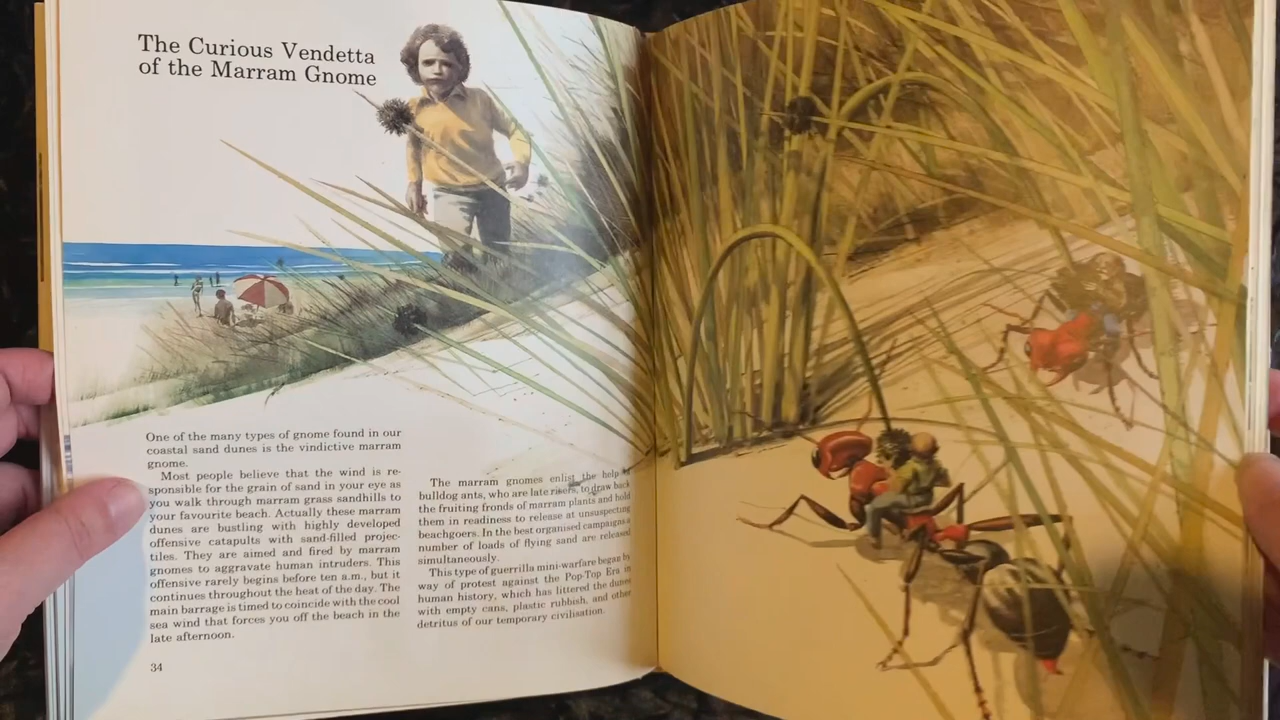 The Curious Vendetta
of the Marram Gnome
One of the many types of gnome found in our
coastal sand dunes is the vindictive marram
gnome.
Most people believe that the wind is re-
sponsible for the grain of sand in your eye as
you walk through marram grass sandhills to
your favourite beach. Actually these marram
dunes are bustling with highly developed
offensive catapults with sand-filled projec-
tiles. They are aimed and fired by marram
gnomes to aggravate human intruders. This
offensive rarely begins before ten a.m., but it
continues throughout the heat of the day. The
main barrage is timed to coincide with the cool
sea wind that forces you off the beach in the
late afternoon.
The marram gnomes enlist the help of
bulldog ants, who are late risers, to draw back
the fruiting fronds of marram plants and hold
them in readiness to release at unsuspecting
beachgoers. In the best organised campaigns a
number of loads of flying sand are released
simultaneously.
This type of guerrilla mini-warfare began by
way of protest against the Pop-Top Era in
human history, which has littered the dunes
with empty cans, plastic rubbish, and other
detritus of our temporary civilisation.
34